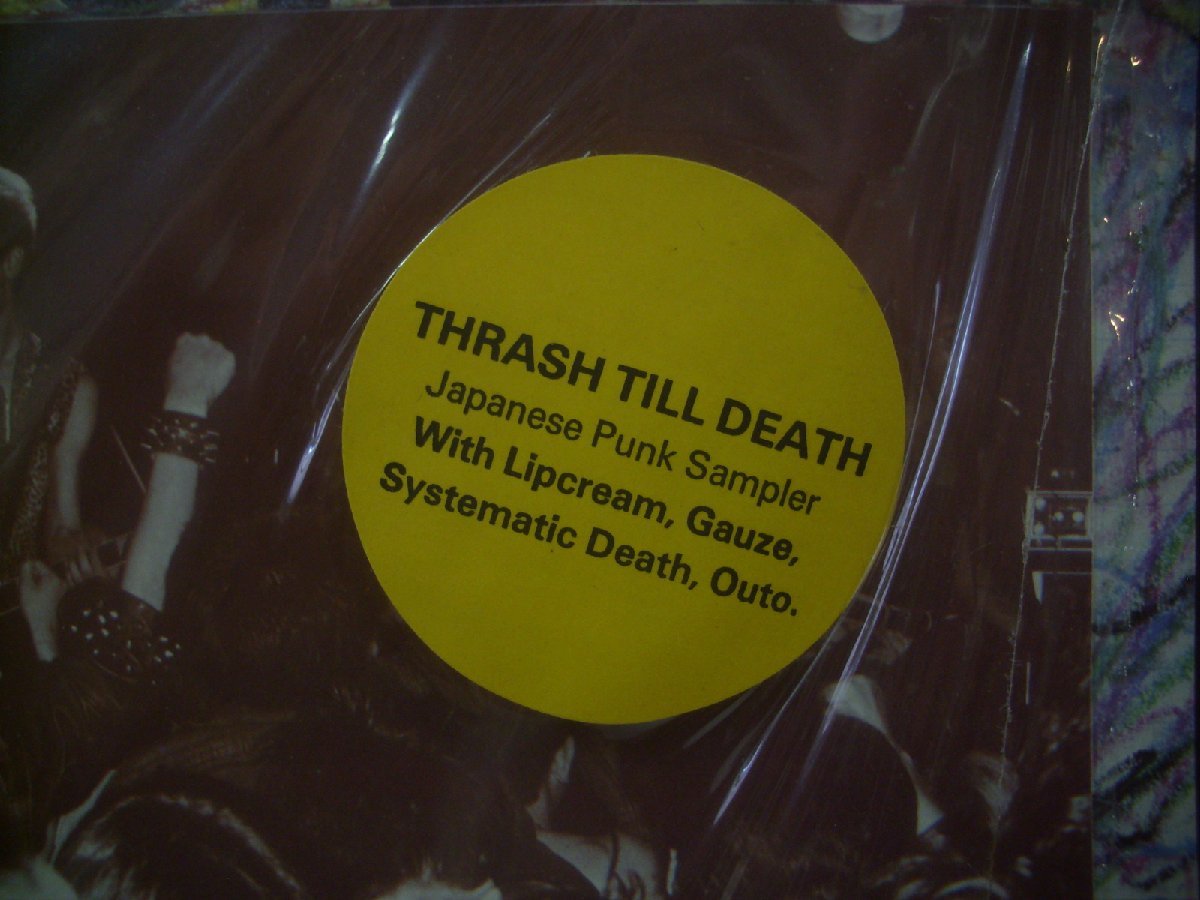 THRASH TILL DEATH
Japanese Punk Sampler
With Lipcream, Gauze,
Systematic Death, Outo.